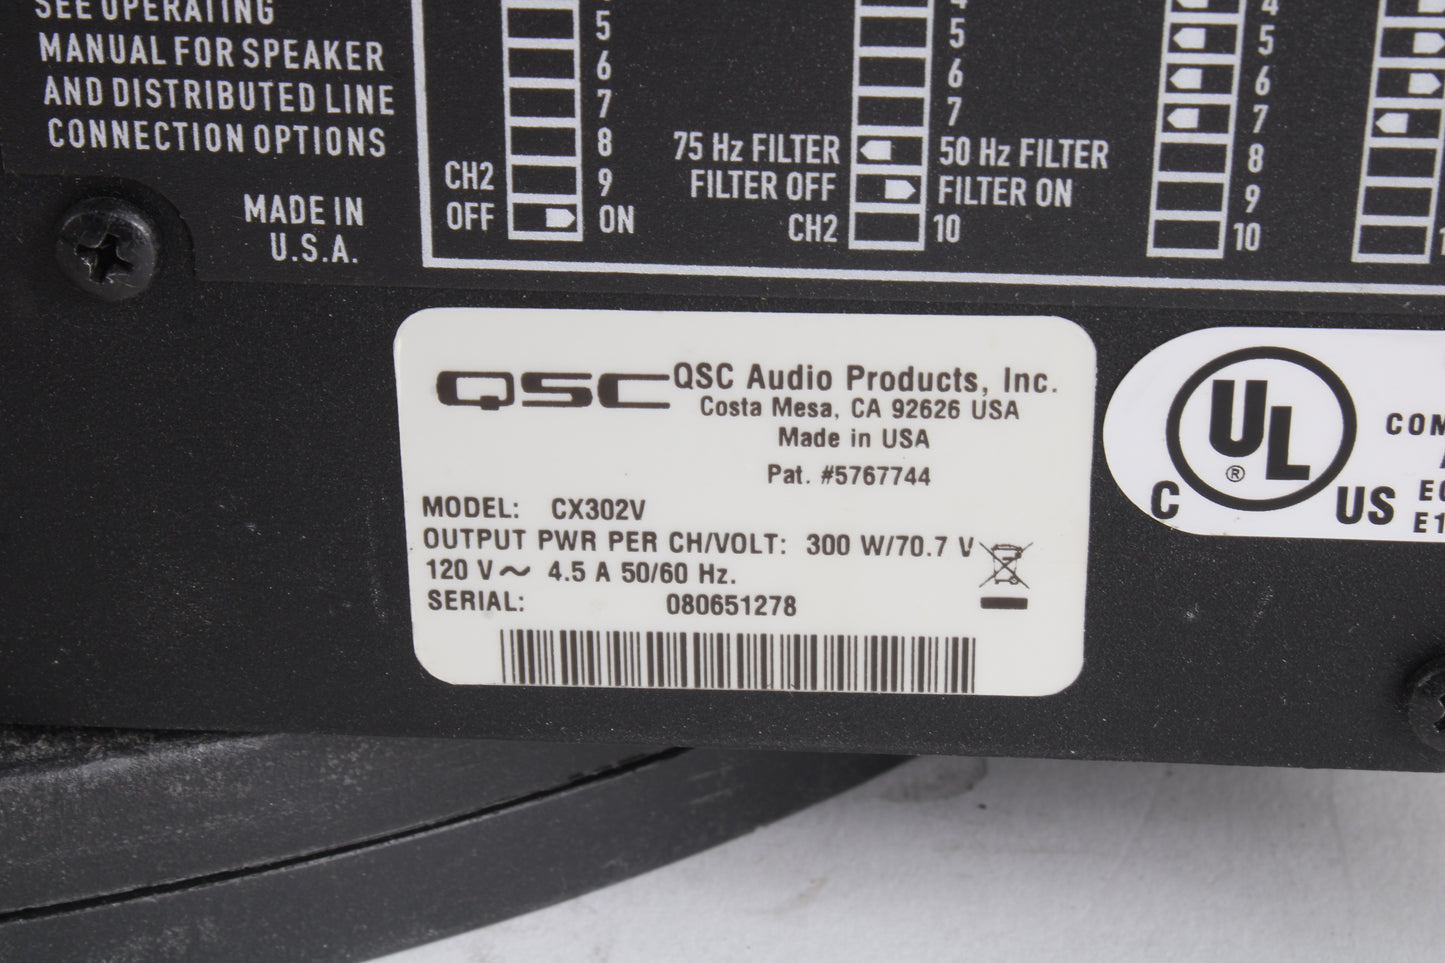 SEE OPERATING
MANUAL FOR SPEAKER
AND DISTRIBUTED LINE
CONNECTION OPTIONS
MADE IN
U.S.A.
5
6
7
8
CH2 9
OFF ON
4
5
6
7
75 Hz FILTER 50 Hz FILTER
FILTER OFF FILTER ON
CH2 10
4
5
6
7
8
9
10
QSC
QSC Audio Products, Inc.
Costa Mesa, CA 92626 USA
Made in USA
Pat. #5767744
MODEL: CX302V
OUTPUT PWR PER CH/VOLT: 300 W/70.7 V
120 V~ 4.5 A 50/60 Hz.
SERIAL: 080651278
UL
®
C US